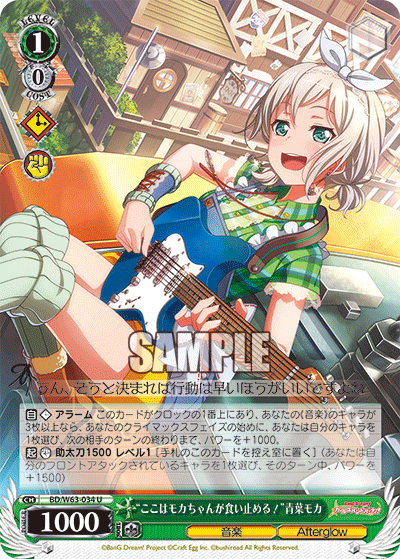 LEVEL
1
0
COST
SAMPLE
うん、そうと決まれば行動は早いほうがいいですよね
自 アラーム このカードがクロックの1番上にあり、あなたの《音楽》のキャラが
3枚以上なら、あなたのクライマックスフェイズの始めに、あなたは自分のキャラを
1枚選び、次の相手のターンの終わりまで、パワーを+1000。
起 助太刀1500 レベル1 [手札のこのカードを控え室に置く] (あなたは自
分のフロントアタックされているキャラを1枚選び、そのターン中、パワーを
+1500)
CH BD/W63-034 U
1000
“ここはモカちゃんが食い止める！”青葉モカ
音楽
Afterglow
©BanG Dream! Project ©Craft Egg Inc. ©bushiroad All Rights Reserved.